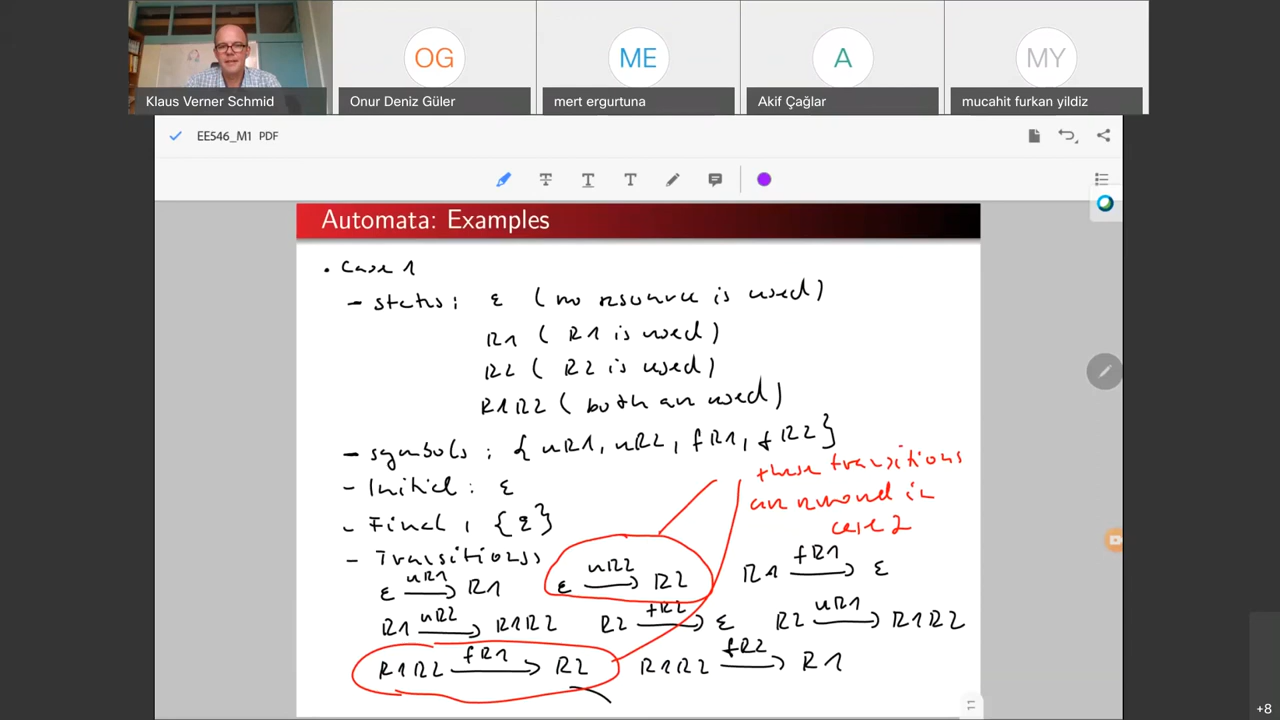 OG
ME
A
MY
Klaus Verner Schmid
Onur Deniz Güler
mert ergurtuna
Akif Çağlar
mucahit furkan yildiz
EE546_M1 PDF
Automata: Examples
• Case 1
- states: ε (no resource is used)
R1 (R1 is used)
R2 (R2 is used)
R1R2 (both are used)
- symbols: {uR1, uR2, fR1, fR2}
these transitions
are removed in
case 2
- Initial: ε
- Final: {ε}
- Transitions
ε uR1→ R1 ε uR2→ R2 R1 fR1→ ε
R1 uR2→ R1R2 R2 fR2→ ε R2 uR1→ R1R2
R1R2 fR1→ R2 R1R2 fR2→ R1
11
+8